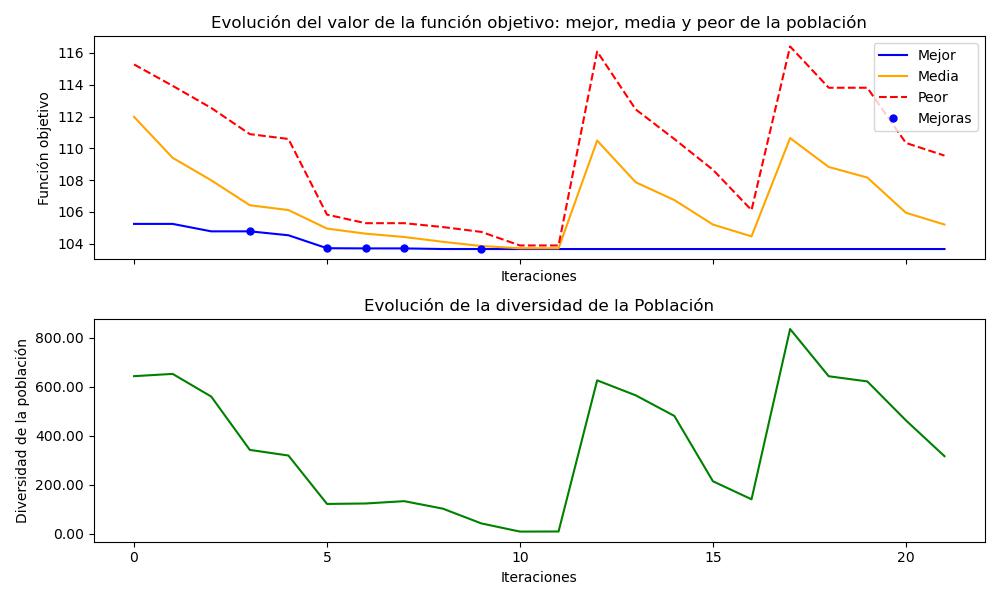 Evolución del valor de la función objetivo: mejor, media y peor de la población
Función objetivo
116
114
112
110
108
106
104
Mejor
Media
Peor
Mejoras
Iteraciones
Evolución de la diversidad de la Población
Diversidad de la población
800.00
600.00
400.00
200.00
0.00
0
5
10
15
20
Iteraciones